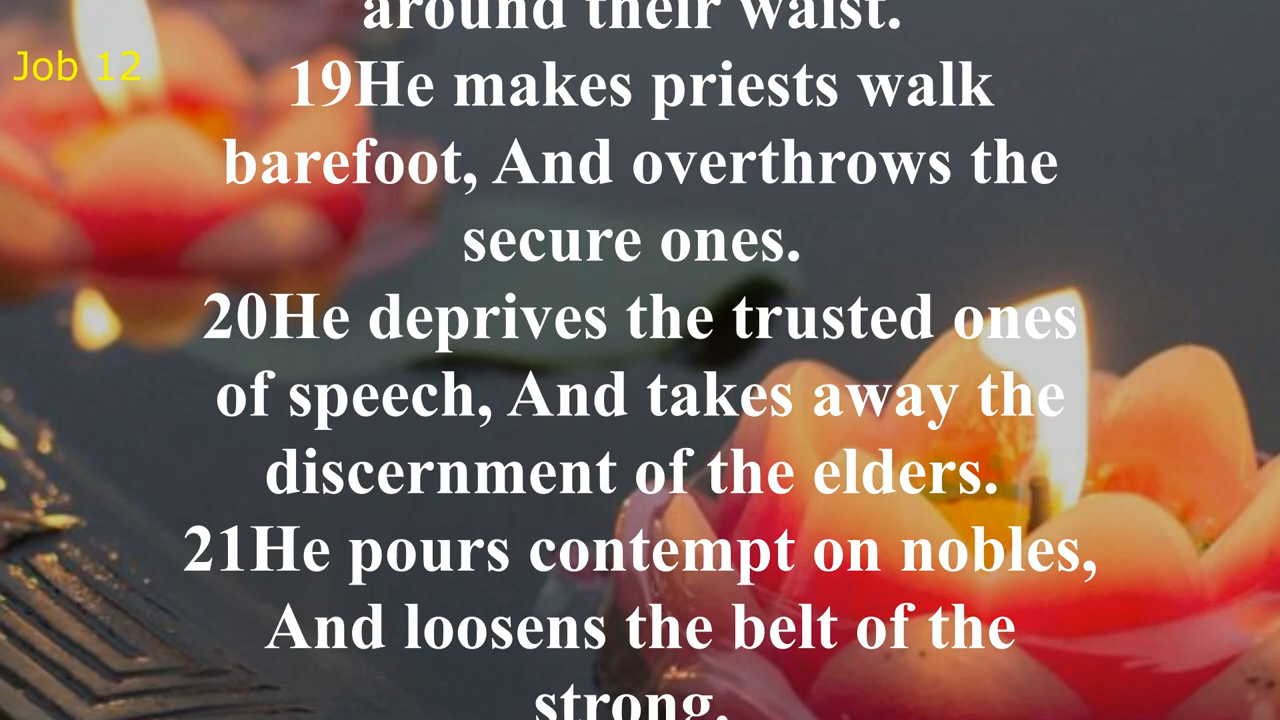 around their waist.
Job 12
19He makes priests walk
barefoot, And overthrows the
secure ones.
20He deprives the trusted ones
of speech, And takes away the
discernment of the elders.
21He pours contempt on nobles,
And loosens the belt of the
strong.